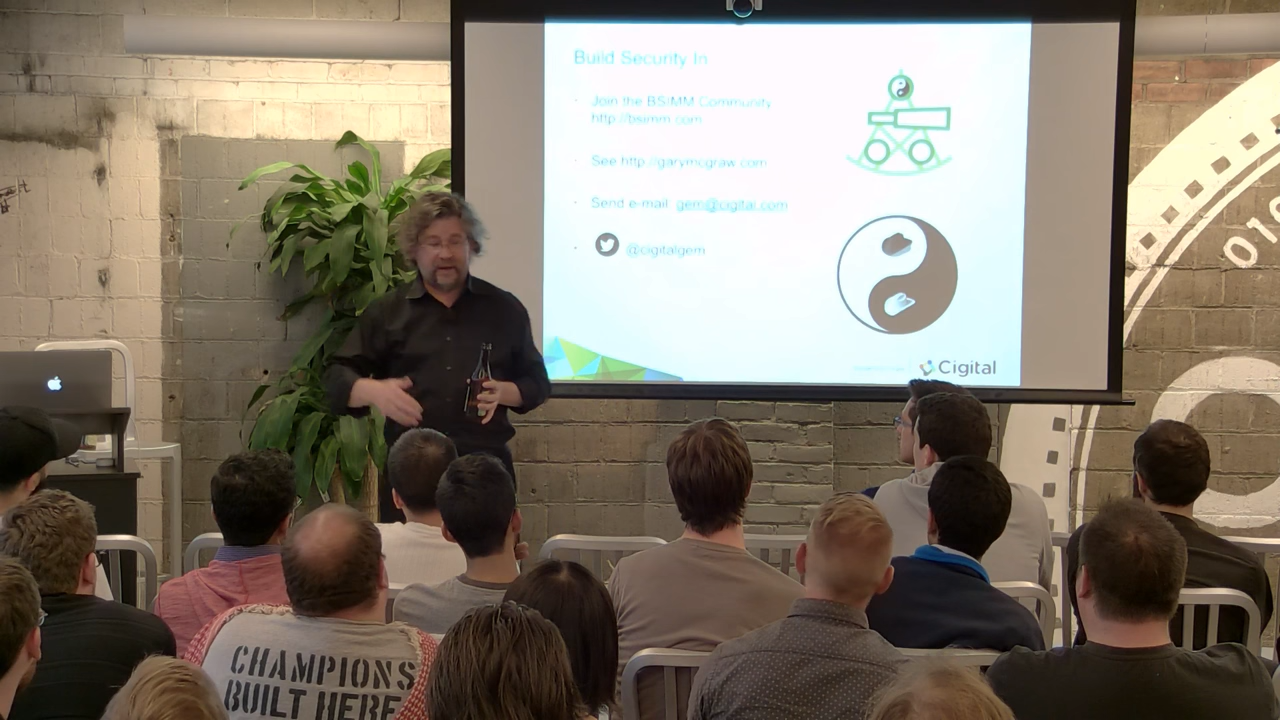 Build Security In
Join the BSIMM Community
http://bsimm.com
See http://garymcgraw.com
Send e-mail: gem@cigital.com
@cigitalgem
Cigital
010
CHAMPIONS
BUILT HERE